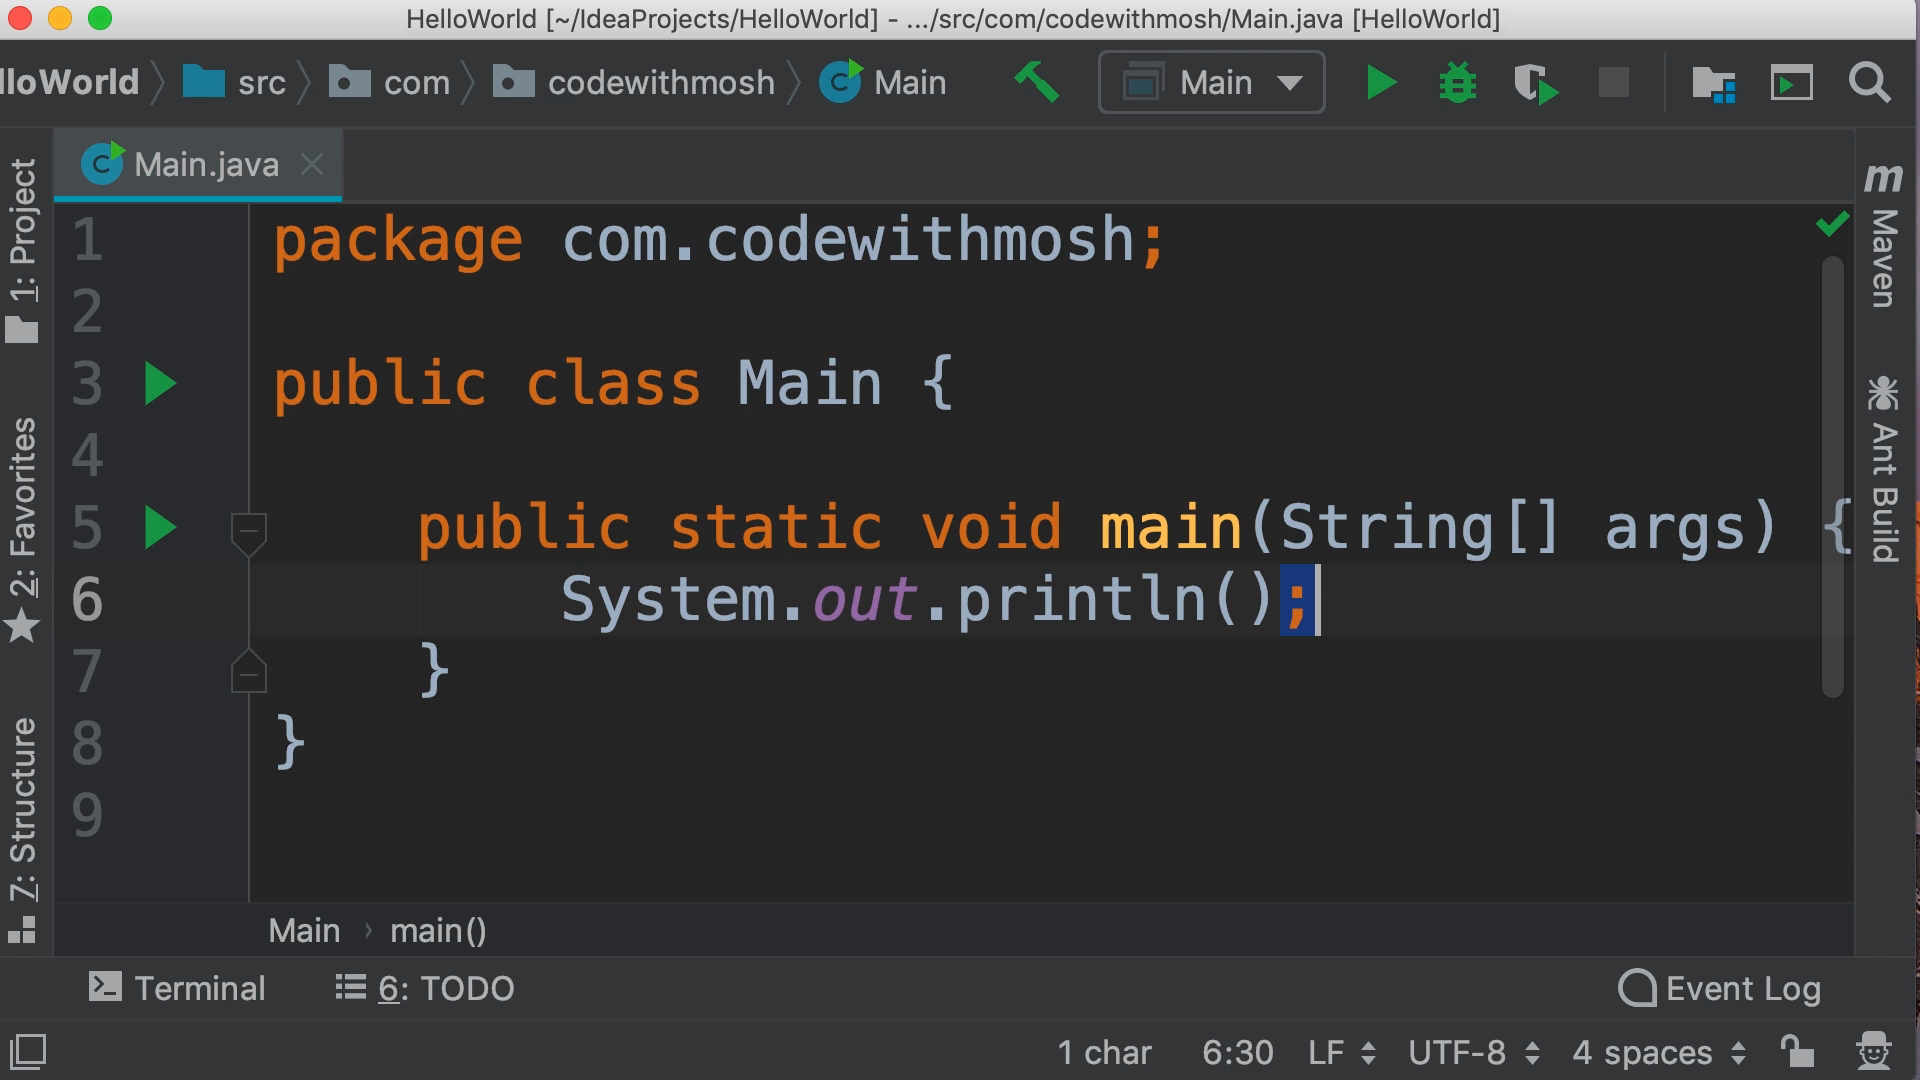 HelloWorld [~/IdeaProjects/HelloWorld] - .../src/com/codewithmosh/Main.java [HelloWorld]
lloWorld src com codewithmosh Main Main
Main.java
1: Project
2: Favorites
7: Structure
1 package com.codewithmosh;
2
3 public class Main {
4
5 public static void main(String[] args) {
6 System.out.println();
7 }
8 }
9
m Maven
Ant Build
Main › main()
Terminal 6: TODO Event Log
1 char 6:30 LF UTF-8 4 spaces